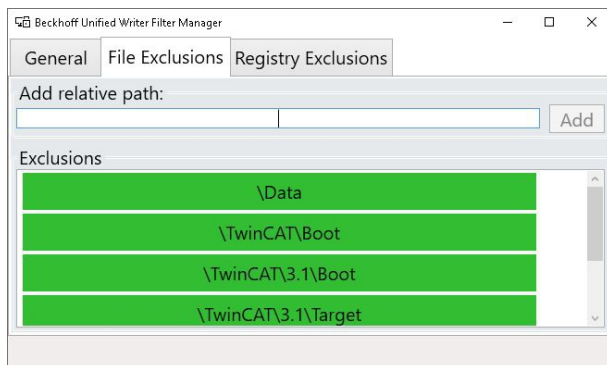 Beckhoff Unified Writer Filter Manager
General File Exclusions Registry Exclusions
Add relative path:
Add
Exclusions
\Data
\TwinCAT\Boot
\TwinCAT\3.1\Boot
\TwinCAT\3.1\Target